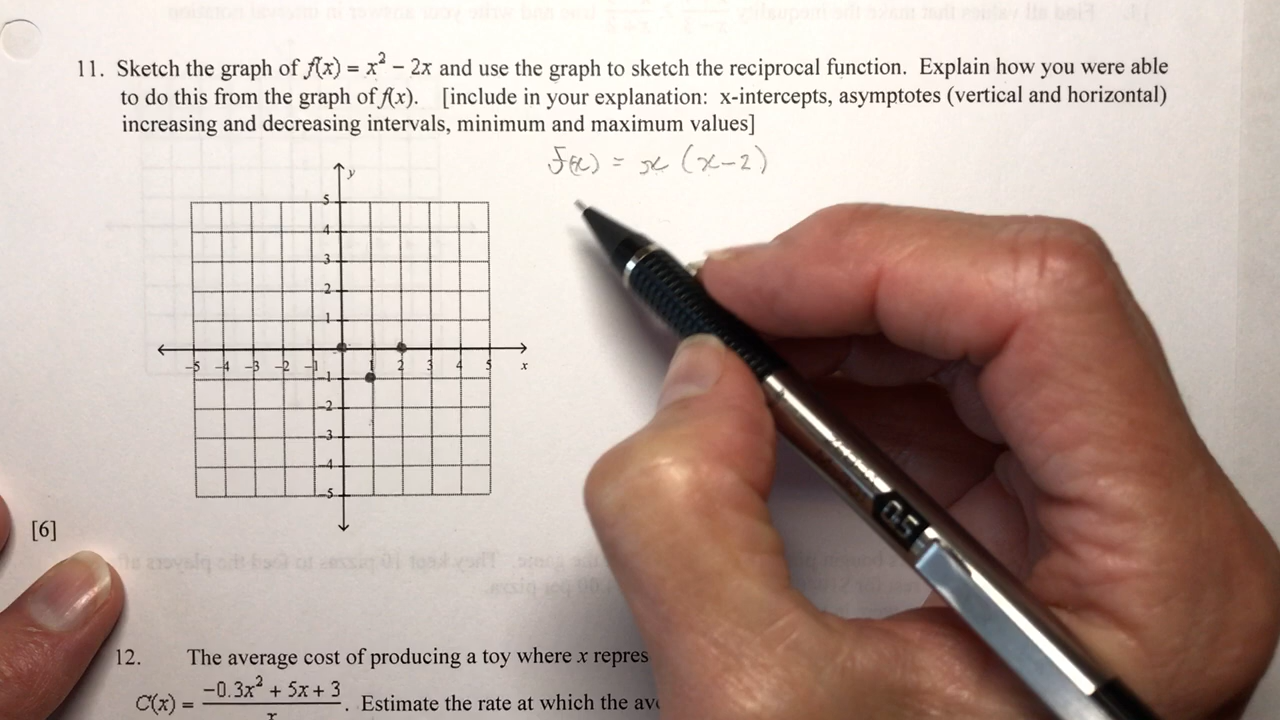 11. Sketch the graph of f(x) = x² − 2x and use the graph to sketch the reciprocal function. Explain how you were able
to do this from the graph of f(x). [include in your explanation: x-intercepts, asymptotes (vertical and horizontal)
increasing and decreasing intervals, minimum and maximum values]
f(x) = x (x-2)
y
5
4
3
2
1
-5 -4 -3 -2 -1 1 2 3 4 5 x
-1
-2
-3
-4
-5
[6]
0.5
12. The average cost of producing a toy where x repres
C(x) = (−0.3x² + 5x + 3)/x . Estimate the rate at which the av